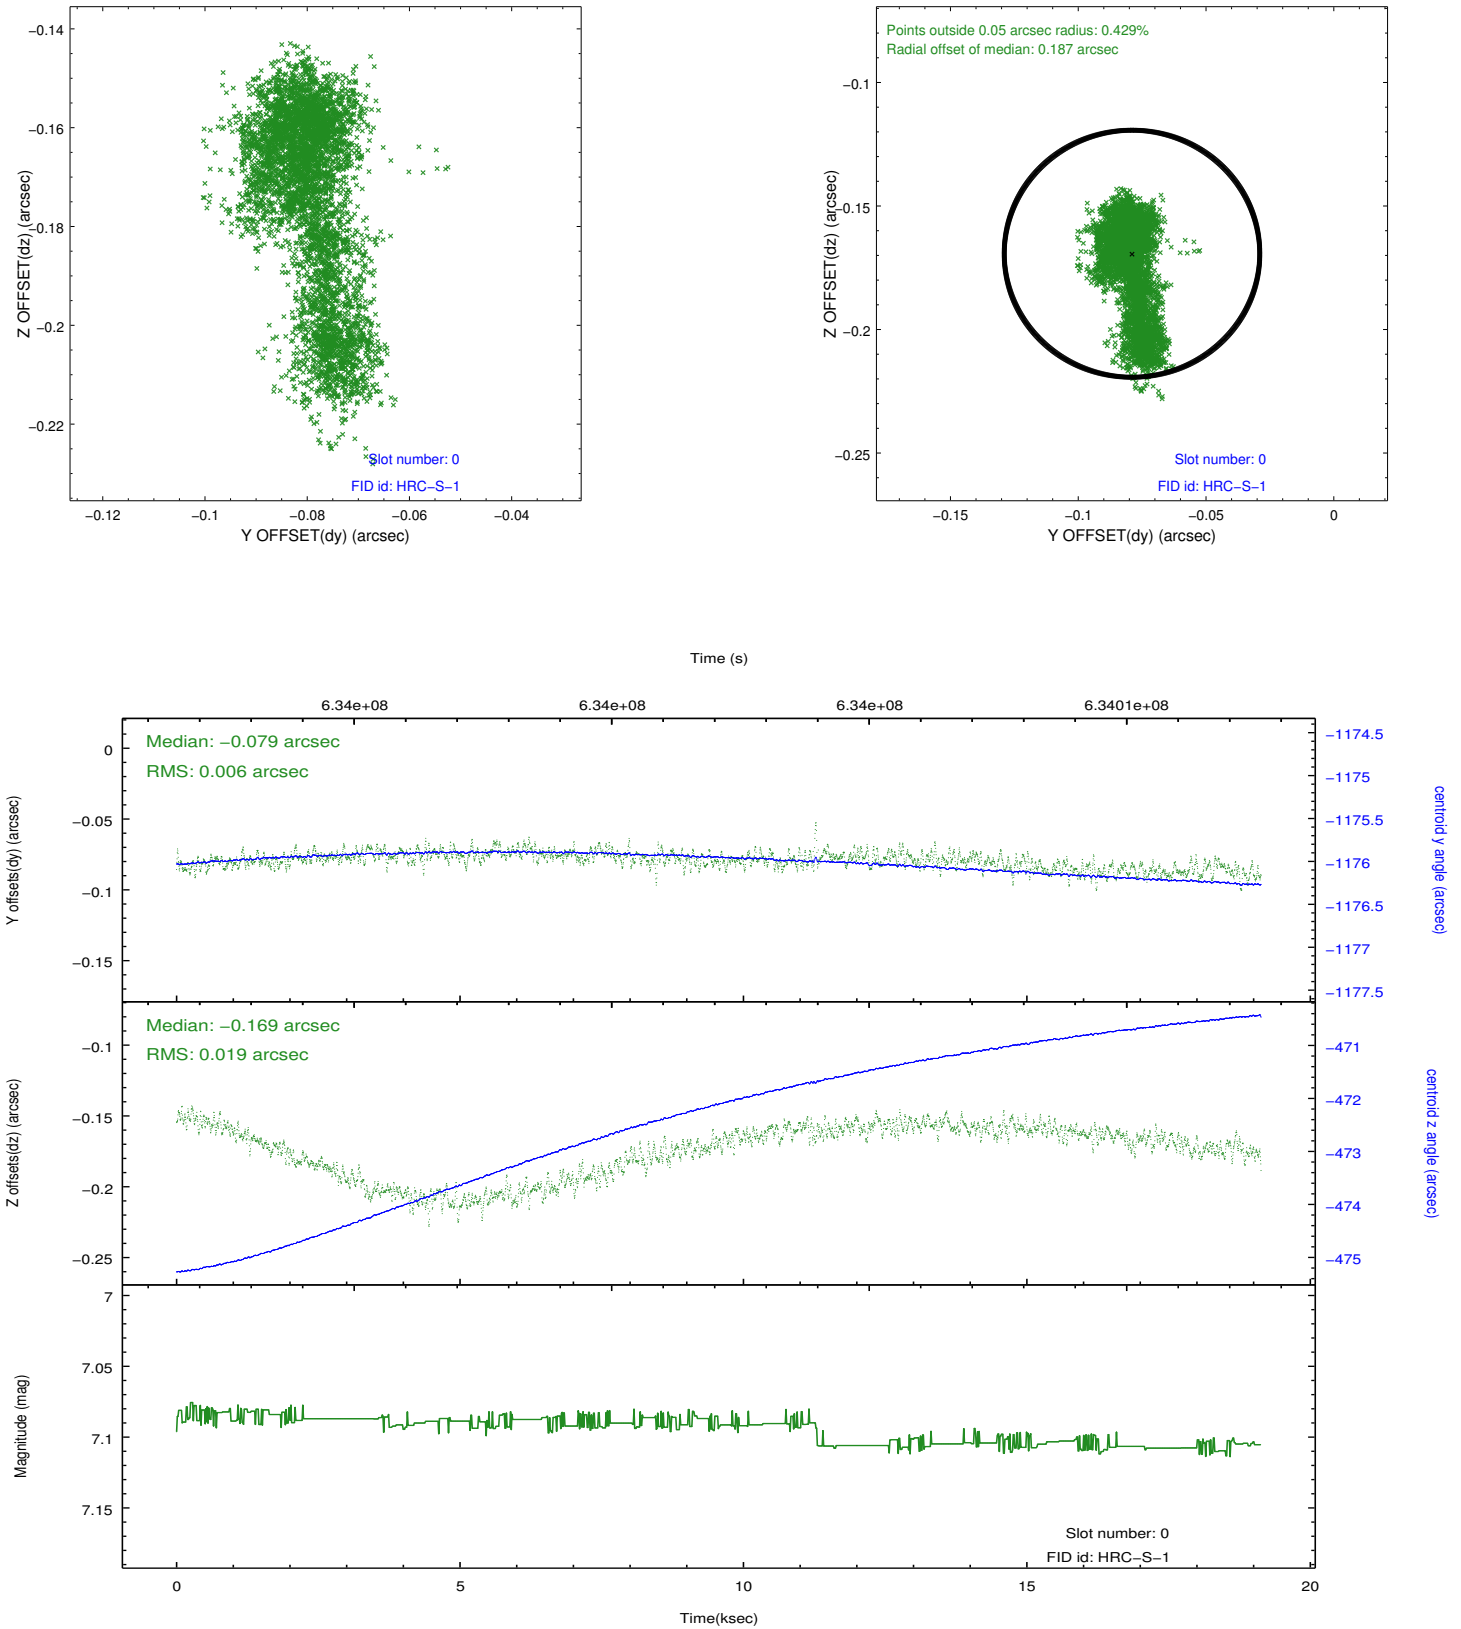 −0.14
−0.16
−0.18
−0.2
−0.22
Z OFFSET(dz) (arcsec)
Slot number: 0
FID id: HRC−S−1
−0.12
−0.1
−0.08
−0.06
−0.04
Y OFFSET(dy) (arcsec)
Points outside 0.05 arcsec radius: 0.429%
Radial offset of median: 0.187 arcsec
−0.1
−0.15
−0.2
−0.25
Z OFFSET(dz) (arcsec)
Slot number: 0
FID id: HRC−S−1
−0.15
−0.1
−0.05
0
Y OFFSET(dy) (arcsec)
Time (s)
6.34e+08
6.34e+08
6.34e+08
6.3401e+08
Median: −0.079 arcsec
RMS: 0.006 arcsec
0
−0.05
−0.1
−0.15
Y offsets(dy) (arcsec)
−1174.5
−1175
−1175.5
−1176
−1176.5
−1177
−1177.5
centroid y angle (arcsec)
Median: −0.169 arcsec
RMS: 0.019 arcsec
−0.1
−0.15
−0.2
−0.25
Z offsets(dz) (arcsec)
−471
−472
−473
−474
−475
centroid z angle (arcsec)
7
7.05
7.1
7.15
Magnitude (mag)
Slot number: 0
FID id: HRC−S−1
0
5
10
15
20
Time(ksec)